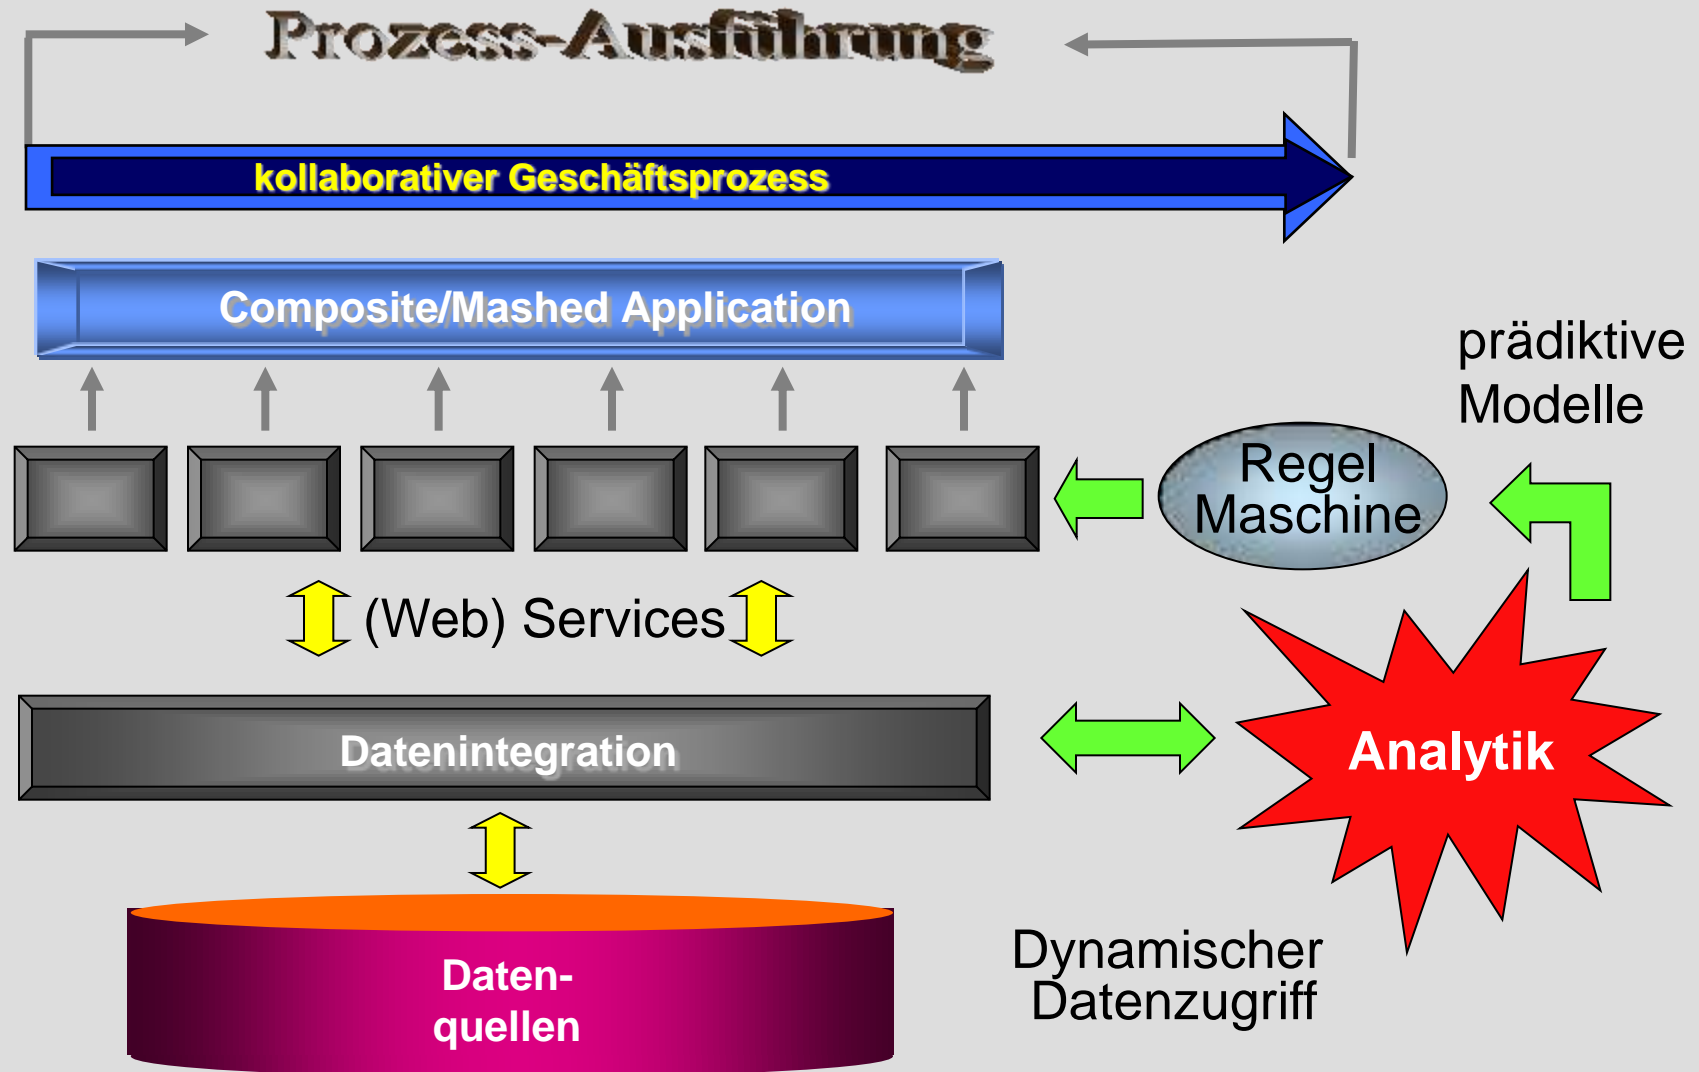 Prozess-Ausführung
kollaborativer Geschäftsprozess
Composite/Mashed Application
prädiktive
Modelle
Regel
Maschine
(Web) Services
Datenintegration
Analytik
Daten-
quellen
Dynamischer
Datenzugriff